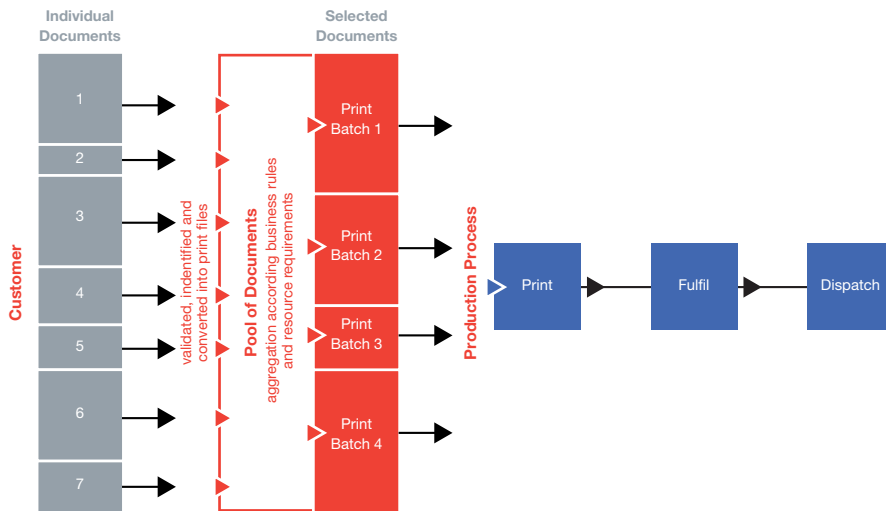 Individual
Documents
Selected
Documents
Customer
1
2
3
4
5
6
7
validated, indentified and
converted into print files
Pool of Documents
aggregation according business rules
and resource requirements
Print
Batch 1
Print
Batch 2
Print
Batch 3
Print
Batch 4
Production Process
Print
Fulfil
Dispatch